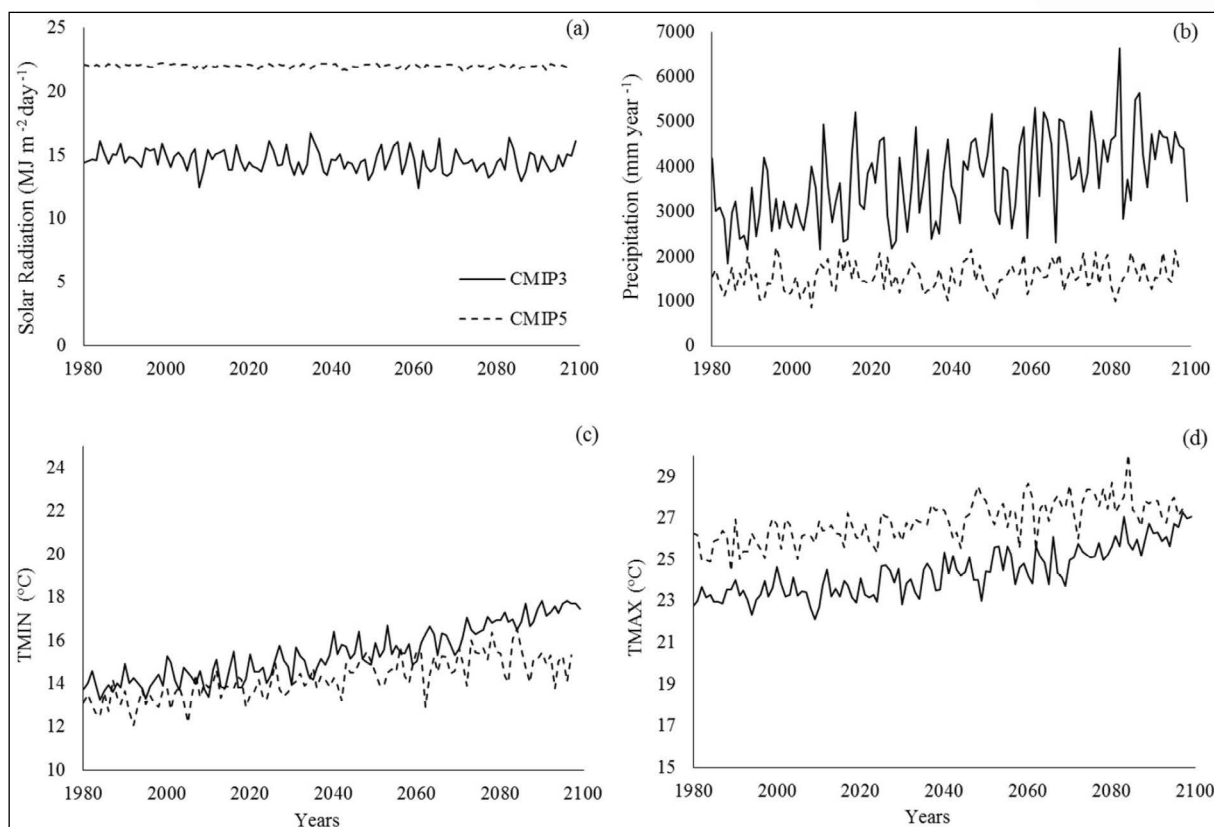 (a)
Solar Radiation (MJ m⁻² day⁻¹)
25
20
15
10
5
0
CMIP3
CMIP5
1980 2000 2020 2040 2060 2080 2100
(b)
Precipitation (mm year⁻¹)
7000
6000
5000
4000
3000
2000
1000
0
1980 2000 2020 2040 2060 2080 2100
(c)
TMIN (°C)
24
22
20
18
16
14
12
10
1980 2000 2020 2040 2060 2080 2100
Years
(d)
TMAX (°C)
29
27
25
23
21
19
17
15
1980 2000 2020 2040 2060 2080 2100
Years